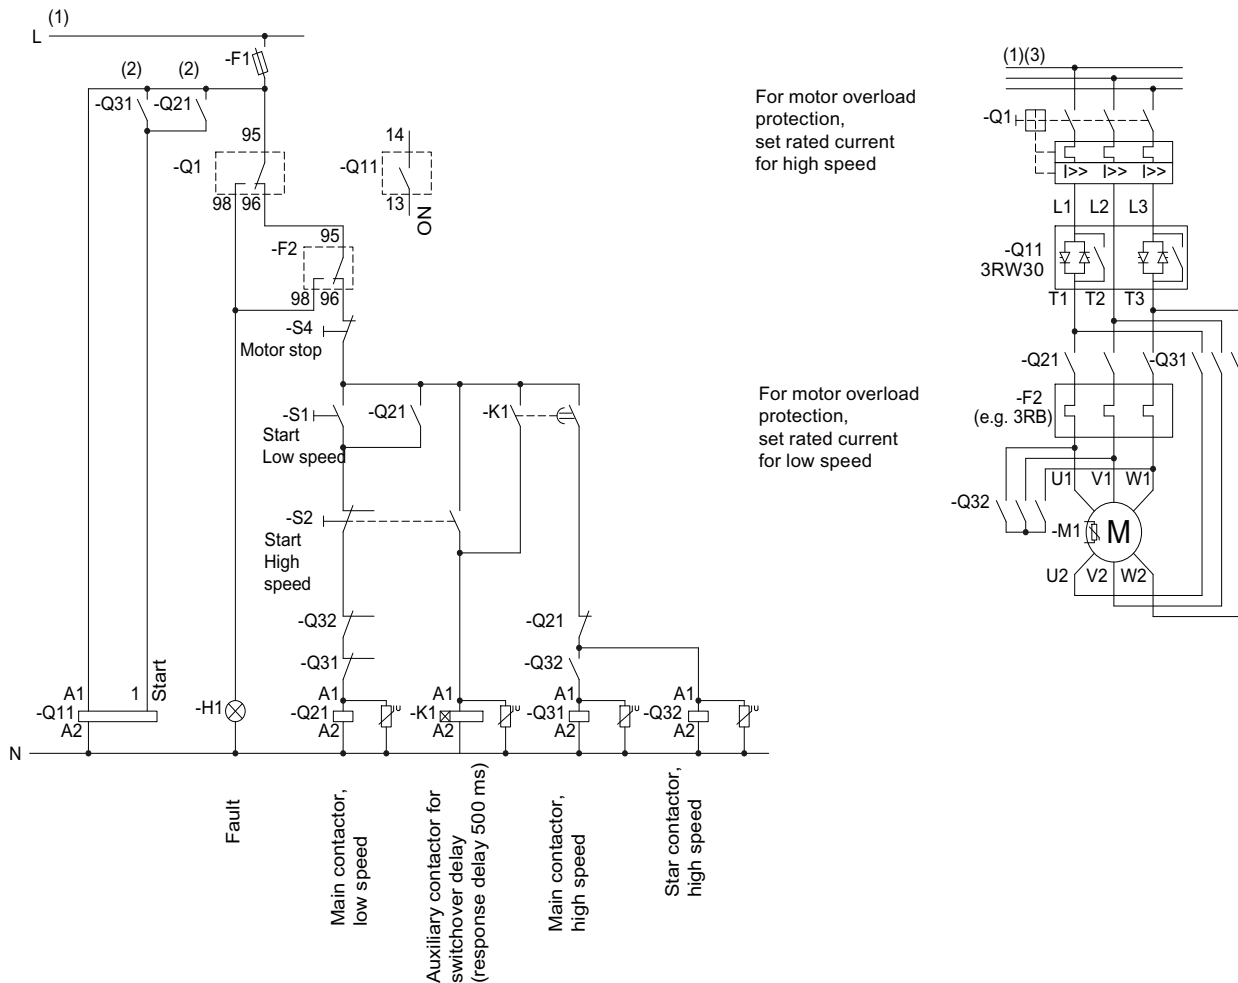 (1)
L
-F1
(2)
(2)
-Q31
-Q21
95
-Q1
98 96
14
-Q11
13
ON
95
-F2
98 96
-S4
Motor stop
-S1
Start
Low speed
-Q21
-K1
-S2
Start
High
speed
-Q32
-Q31
-Q21
-Q32
A1
1
Start
-Q11
A2
-H1
A1
-Q21
A2
A1
-K1
A2
A1
-Q31
A2
A1
-Q32
A2
U
U
U
U
N
Fault
Main contactor,
low speed
Auxiliary contactor for
switchover delay
(response delay 500 ms)
Main contactor,
high speed
Star contactor,
high speed
For motor overload
protection,
set rated current
for high speed
For motor overload
protection,
set rated current
for low speed
(1)(3)
-Q1
I>> I>> I>>
L1 L2 L3
-Q11
3RW30
T1 T2 T3
-Q21
-Q31
-F2
(e.g. 3RB)
U1 V1 W1
-Q32
-M1
M
U2 V2 W2